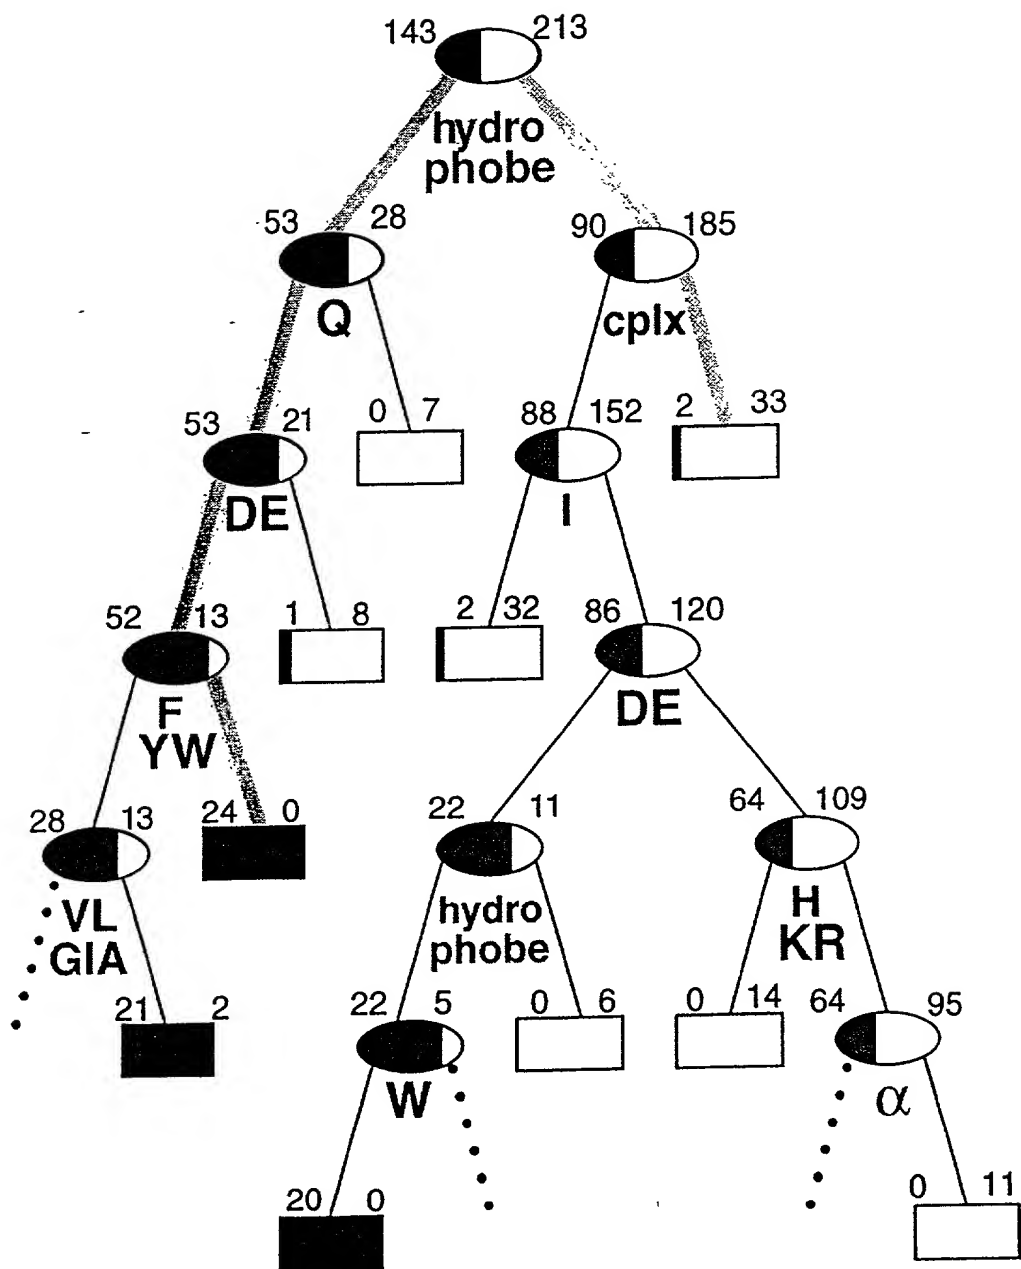 143 213
hydro
phobe
53 28
90 185
Q
cplx
53 21
0 7
88 152
2 33
DE
I
52 13
1 8
2 32
86 120
F
YW
DE
28 13
24 0
22 11
64 109
VL
GIA
hydro
phobe
H
KR
21 2
22 5
0 6
0 14
64 95
W
α
20 0
0 11